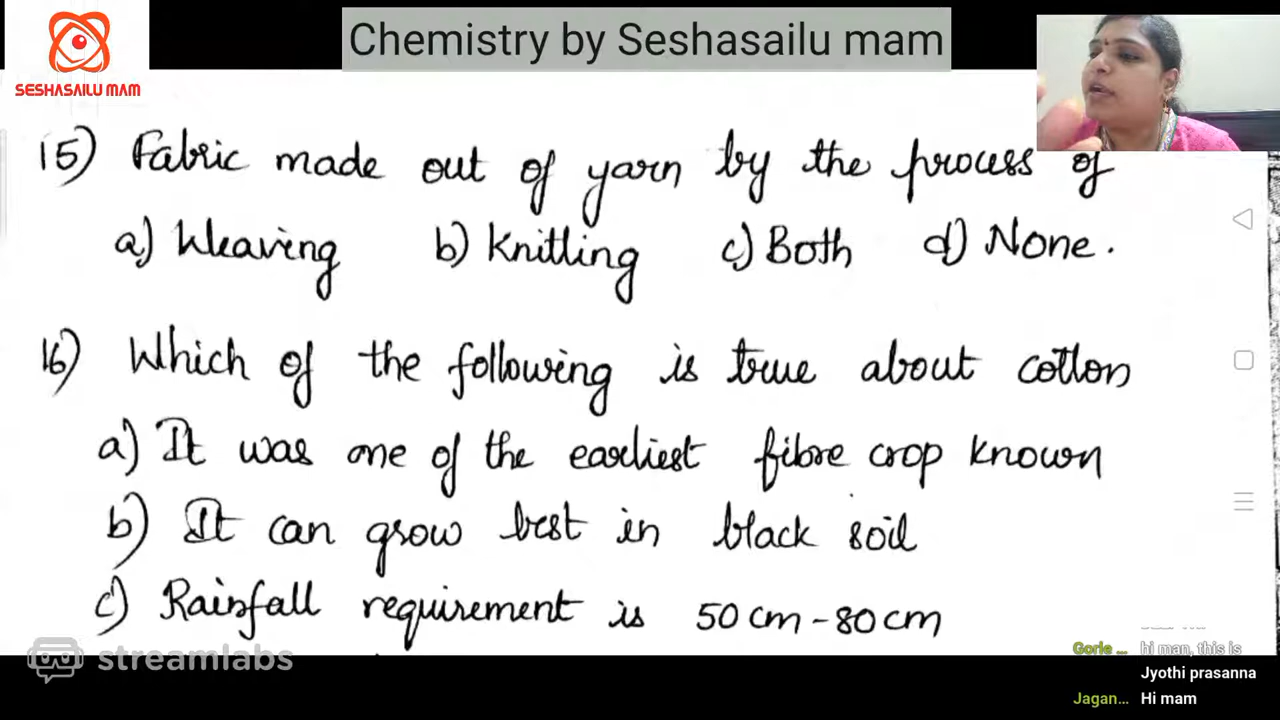 Chemistry by Seshasailu mam
SESHASAILU MAM
15) Fabric made out of yarn by the process of
a) Weaving b) Knitting c) Both d) None.
16) Which of the following is true about cotton
a) It was one of the earliest fibre crop known
b) It can grow best in black soil
c) Rainfall requirement is 50 cm - 80 cm
streamlabs
Gorle ... hi man, this is
Jyothi prasanna
Jagan... Hi mam